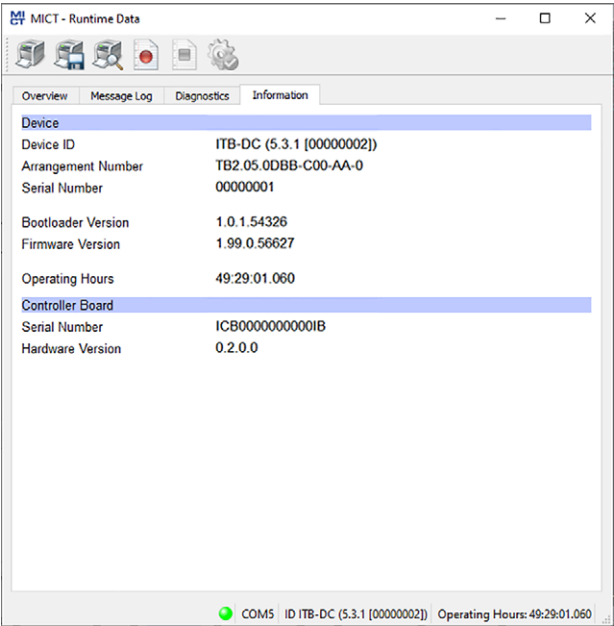 MICT - Runtime Data
Overview Message Log Diagnostics Information
Device
Device ID ITB-DC (5.3.1 [00000002])
Arrangement Number TB2.05.0DBB-C00-AA-0
Serial Number 00000001
Bootloader Version 1.0.1.54326
Firmware Version 1.99.0.56627
Operating Hours 49:29:01.060
Controller Board
Serial Number ICB0000000000IB
Hardware Version 0.2.0.0
COM5 ID ITB-DC (5.3.1 [00000002]) Operating Hours: 49:29:01.060